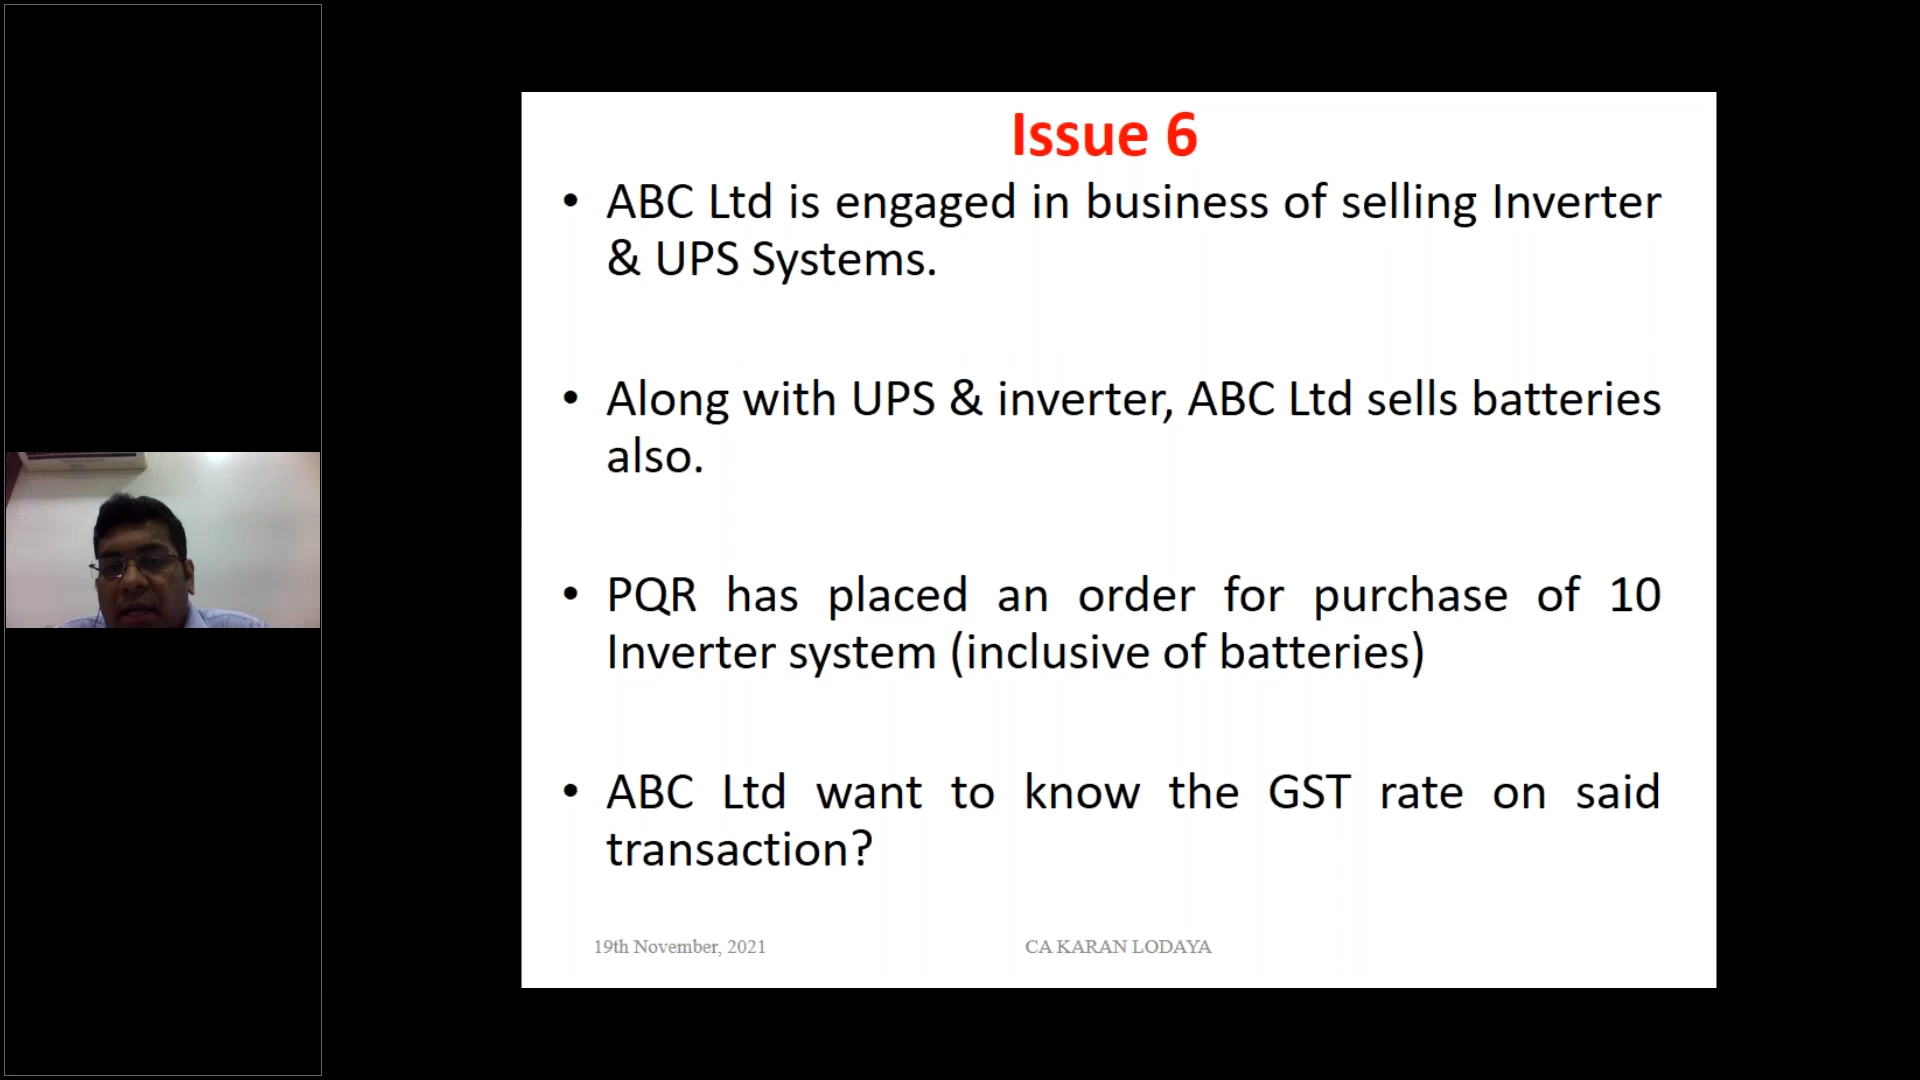 Issue 6
• ABC Ltd is engaged in business of selling Inverter
& UPS Systems.
• Along with UPS & inverter, ABC Ltd sells batteries
also.
• PQR has placed an order for purchase of 10
Inverter system (inclusive of batteries)
• ABC Ltd want to know the GST rate on said
transaction?
19th November, 2021
CA KARAN LODAYA